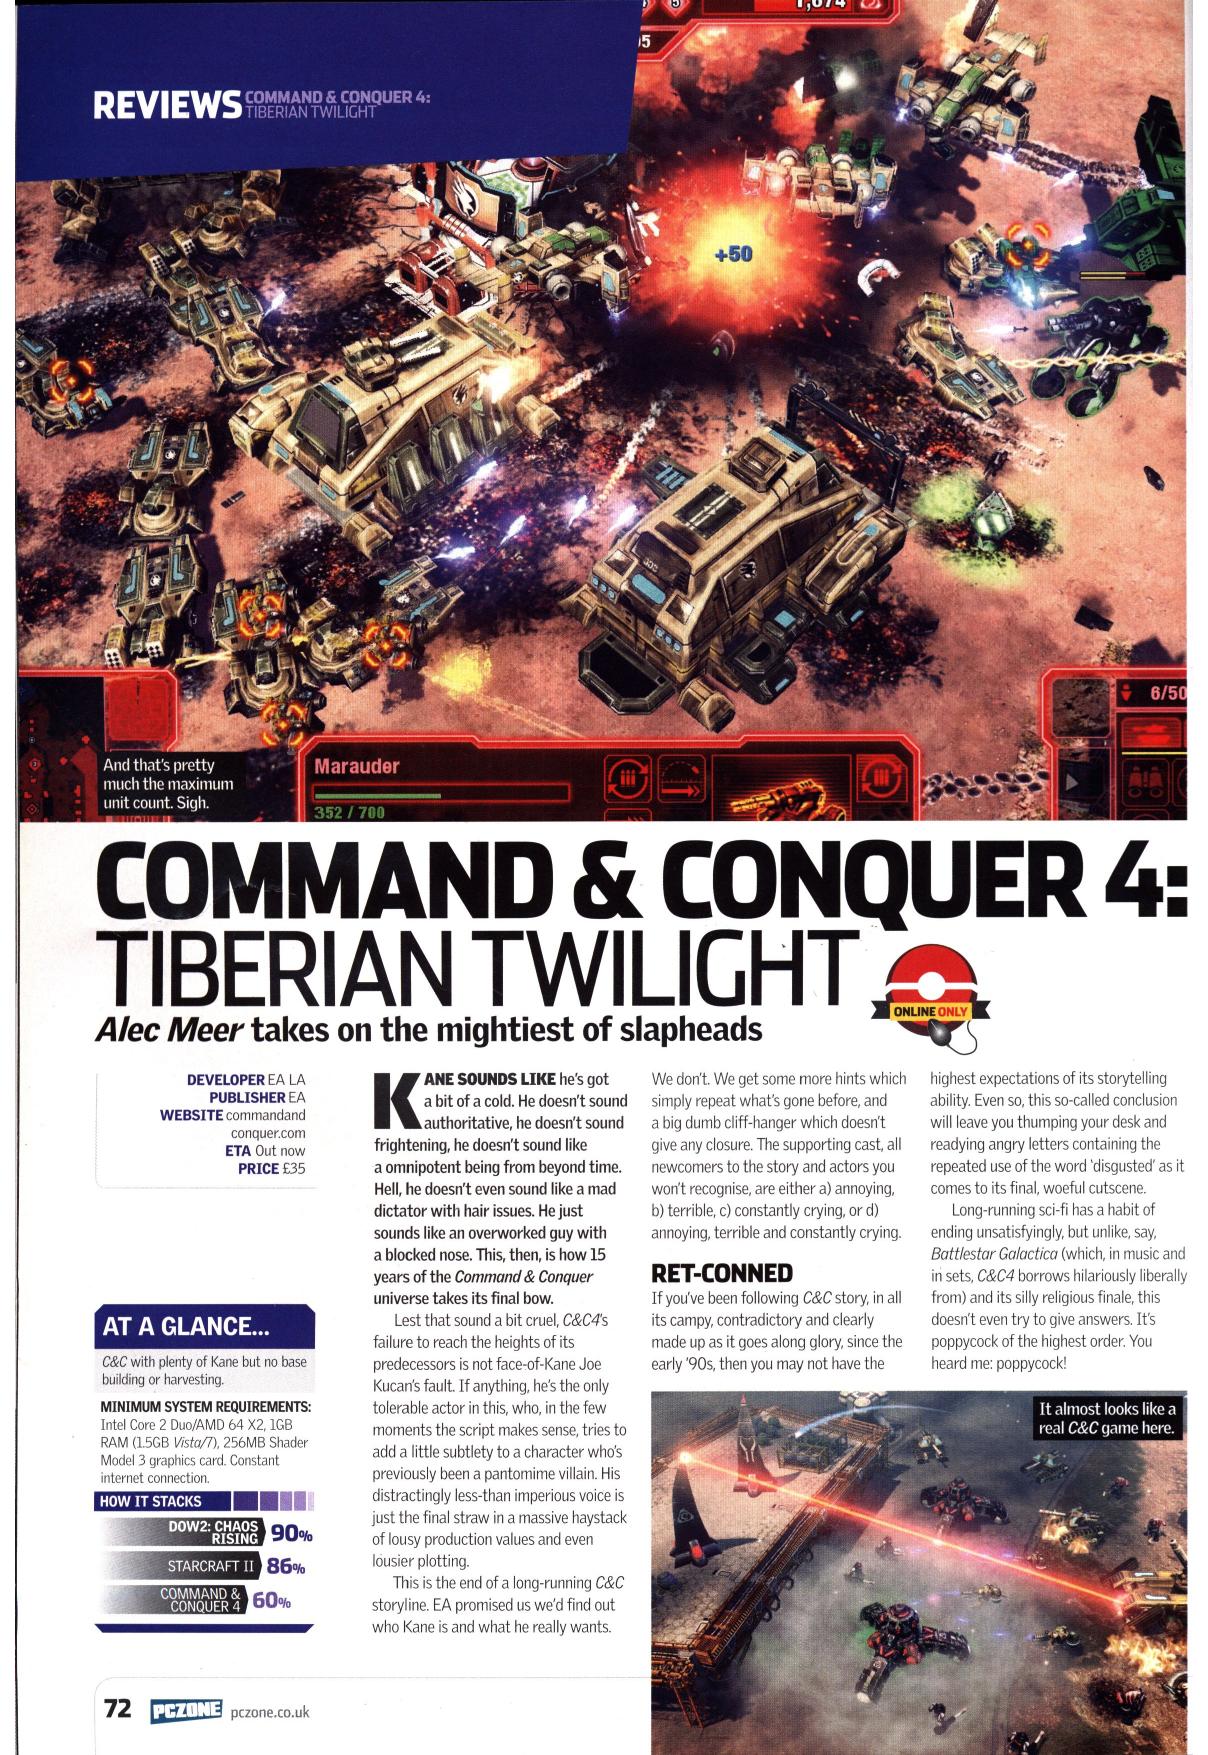 1,674
5
REVIEWS COMMAND & CONQUER 4:
TIBERIAN TWILIGHT
+50
6/50
And that's pretty
much the maximum
unit count. Sigh.
Marauder
352 / 700
COMMAND & CONQUER 4:
TIBERIAN TWILIGHT
ONLINE ONLY
Alec Meer takes on the mightiest of slapheads
DEVELOPER EA LA
PUBLISHER EA
WEBSITE commandand
conquer.com
ETA Out now
PRICE £35
AT A GLANCE...
C&C with plenty of Kane but no base
building or harvesting.
MINIMUM SYSTEM REQUIREMENTS:
Intel Core 2 Duo/AMD 64 X2, 1GB
RAM (1.5GB Vista/7), 256MB Shader
Model 3 graphics card. Constant
internet connection.
HOW IT STACKS
DOW2: CHAOS
RISING 90%
STARCRAFT II 86%
COMMAND &
CONQUER 4 60%
KANE SOUNDS LIKE he's got
a bit of a cold. He doesn't sound
authoritative, he doesn't sound
frightening, he doesn't sound like
a omnipotent being from beyond time.
Hell, he doesn't even sound like a mad
dictator with hair issues. He just
sounds like an overworked guy with
a blocked nose. This, then, is how 15
years of the Command & Conquer
universe takes its final bow.
Lest that sound a bit cruel, C&C4's
failure to reach the heights of its
predecessors is not face-of-Kane Joe
Kucan's fault. If anything, he's the only
tolerable actor in this, who, in the few
moments the script makes sense, tries to
add a little subtlety to a character who's
previously been a pantomime villain. His
distractingly less-than imperious voice is
just the final straw in a massive haystack
of lousy production values and even
lousier plotting.
This is the end of a long-running C&C
storyline. EA promised us we'd find out
who Kane is and what he really wants.
We don't. We get some more hints which
simply repeat what's gone before, and
a big dumb cliff-hanger which doesn't
give any closure. The supporting cast, all
newcomers to the story and actors you
won't recognise, are either a) annoying,
b) terrible, c) constantly crying, or d)
annoying, terrible and constantly crying.
RET-CONNED
If you've been following C&C story, in all
its campy, contradictory and clearly
made up as it goes along glory, since the
early '90s, then you may not have the
highest expectations of its storytelling
ability. Even so, this so-called conclusion
will leave you thumping your desk and
readying angry letters containing the
repeated use of the word 'disgusted' as it
comes to its final, woeful cutscene.
Long-running sci-fi has a habit of
ending unsatisfyingly, but unlike, say,
Battlestar Galactica (which, in music and
in sets, C&C4 borrows hilariously liberally
from) and its silly religious finale, this
doesn't even try to give answers. It's
poppycock of the highest order. You
heard me: poppycock!
It almost looks like a
real C&C game here.
72 PCZONE pczone.co.uk